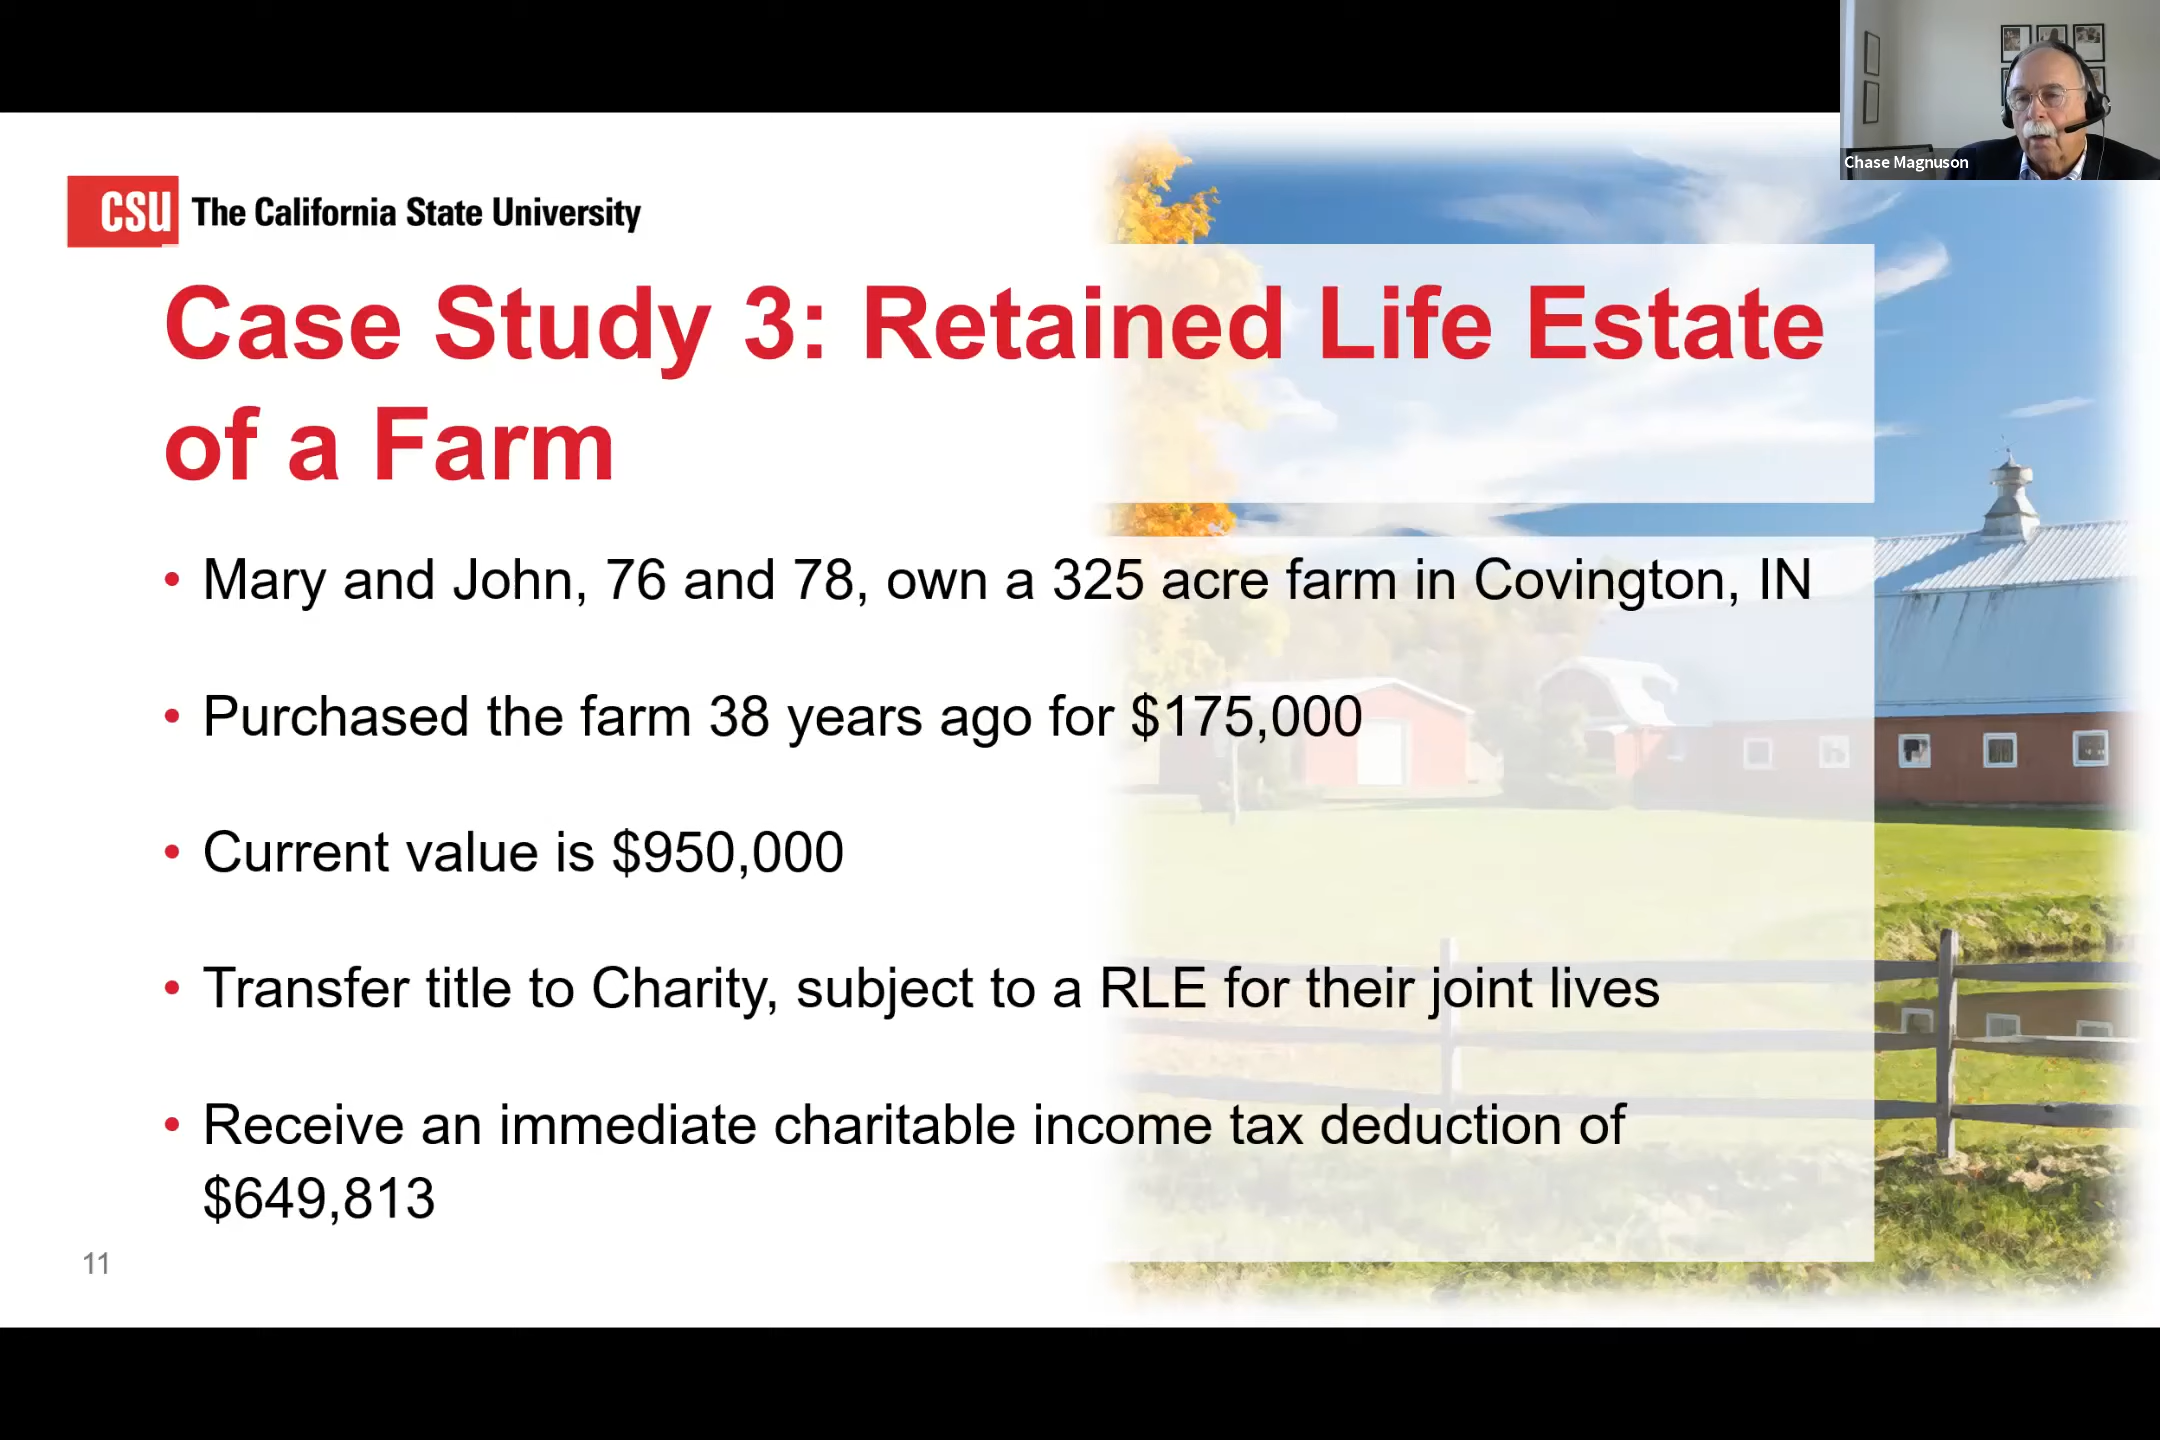 Chase Magnuson
CSU The California State University
Case Study 3: Retained Life Estate
of a Farm
• Mary and John, 76 and 78, own a 325 acre farm in Covington, IN
• Purchased the farm 38 years ago for $175,000
• Current value is $950,000
• Transfer title to Charity, subject to a RLE for their joint lives
• Receive an immediate charitable income tax deduction of
$649,813
11